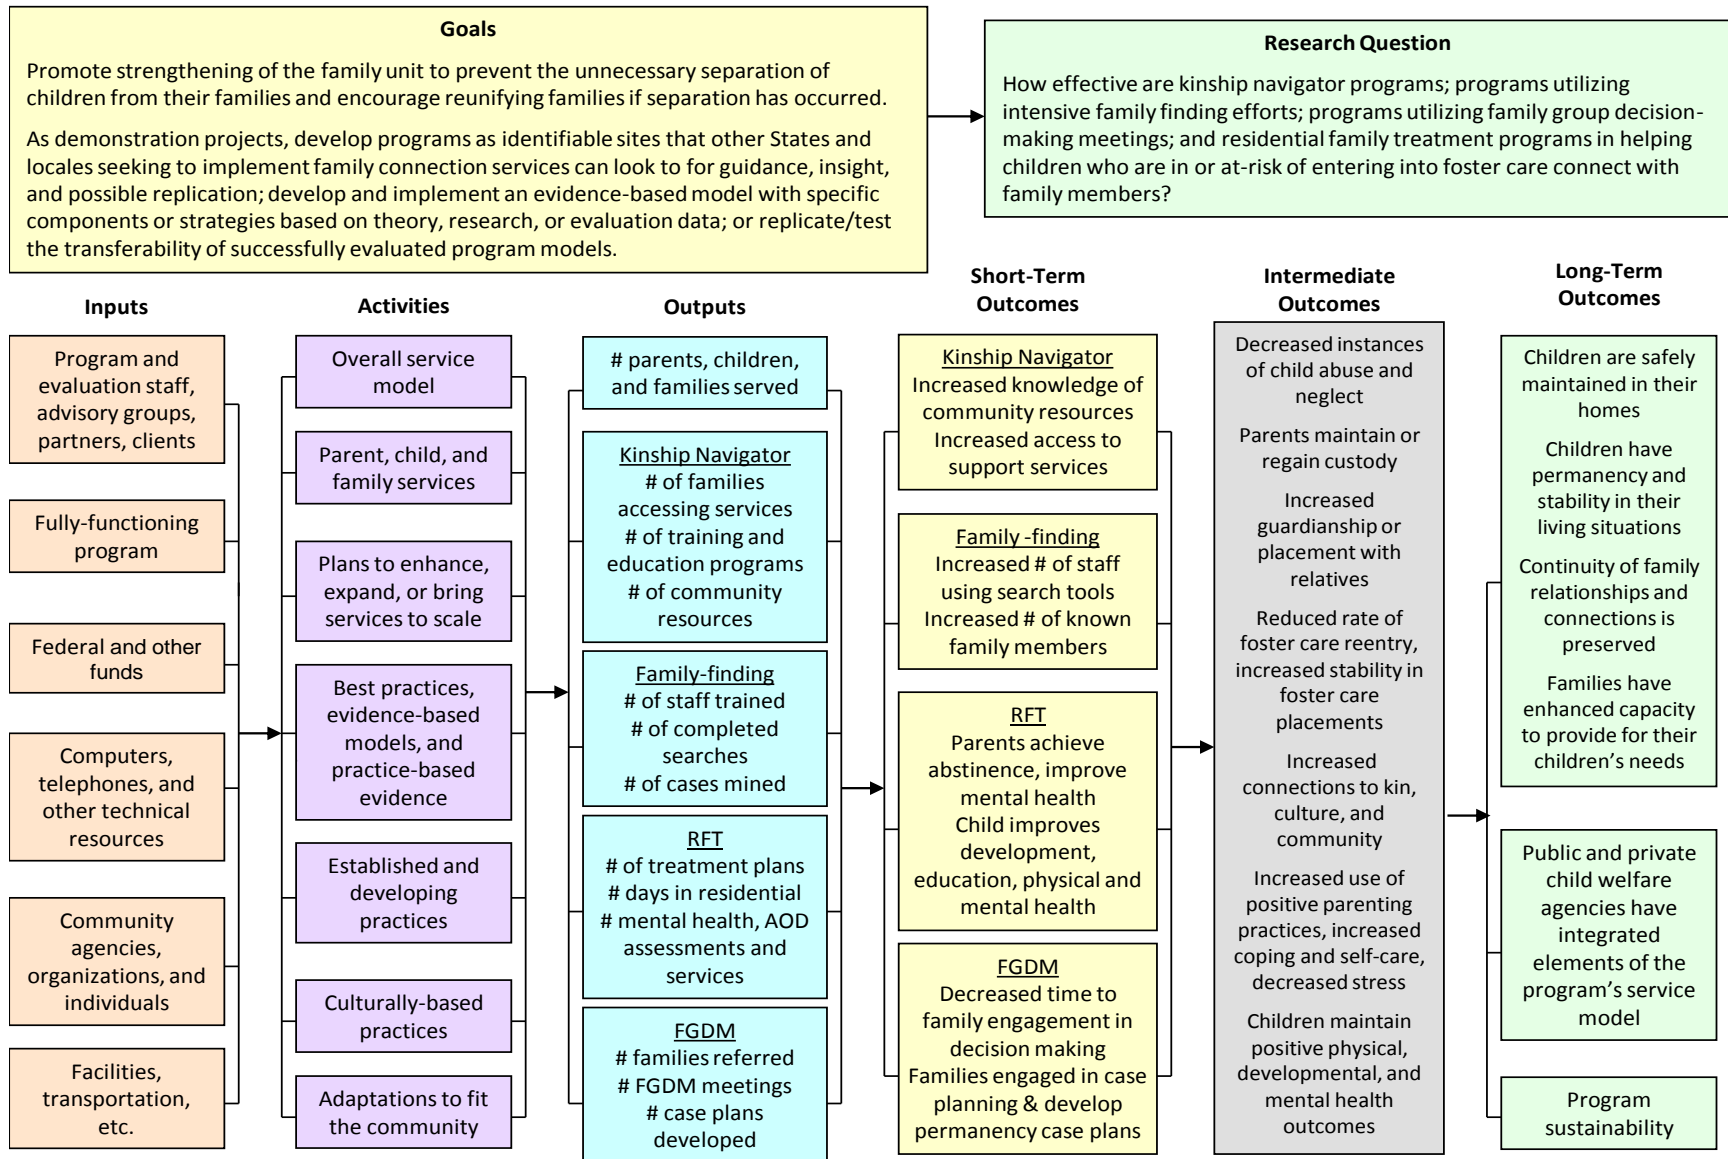 Goals
Promote strengthening of the family unit to prevent the unnecessary separation of
children from their families and encourage reunifying families if separation has occurred.
As demonstration projects, develop programs as identifiable sites that other States and
locales seeking to implement family connection services can look to for guidance, insight,
and possible replication; develop and implement an evidence-based model with specific
components or strategies based on theory, research, or evaluation data; or replicate/test
the transferability of successfully evaluated program models.
Research Question
How effective are kinship navigator programs; programs utilizing
intensive family finding efforts; programs utilizing family group decision-
making meetings; and residential family treatment programs in helping
children who are in or at-risk of entering into foster care connect with
family members?
Inputs
Program and
evaluation staff,
advisory groups,
partners, clients
Fully-functioning
program
Federal and other
funds
Computers,
telephones, and
other technical
resources
Community
agencies,
organizations, and
individuals
Facilities,
transportation,
etc.
Activities
Overall service
model
Parent, child, and
family services
Plans to enhance,
expand, or bring
services to scale
Best practices,
evidence-based
models, and
practice-based
evidence
Established and
developing
practices
Culturally-based
practices
Adaptations to fit
the community
Outputs
# parents, children,
and families served
Kinship Navigator
# of families
accessing services
# of training and
education programs
# of community
resources
Family-finding
# of staff trained
# of completed
searches
# of cases mined
RFT
# of treatment plans
# days in residential
# mental health, AOD
assessments and
services
FGDM
# families referred
# FGDM meetings
# case plans
developed
Short-Term
Outcomes
Kinship Navigator
Increased knowledge of
community resources
Increased access to
support services
Family -finding
Increased # of staff
using search tools
Increased # of known
family members
RFT
Parents achieve
abstinence, improve
mental health
Child improves
development,
education, physical and
mental health
FGDM
Decreased time to
family engagement in
decision making
Families engaged in case
planning & develop
permanency case plans
Intermediate
Outcomes
Decreased instances
of child abuse and
neglect
Parents maintain or
regain custody
Increased
guardianship or
placement with
relatives
Reduced rate of
foster care reentry,
increased stability in
foster care
placements
Increased
connections to kin,
culture, and
community
Increased use of
positive parenting
practices, increased
coping and self-care,
decreased stress
Children maintain
positive physical,
developmental, and
mental health
outcomes
Long-Term
Outcomes
Children are safely
maintained in their
homes
Children have
permanency and
stability in their
living situations
Continuity of family
relationships and
connections is
preserved
Families have
enhanced capacity
to provide for their
children's needs
Public and private
child welfare
agencies have
integrated
elements of the
program's service
model
Program
sustainability